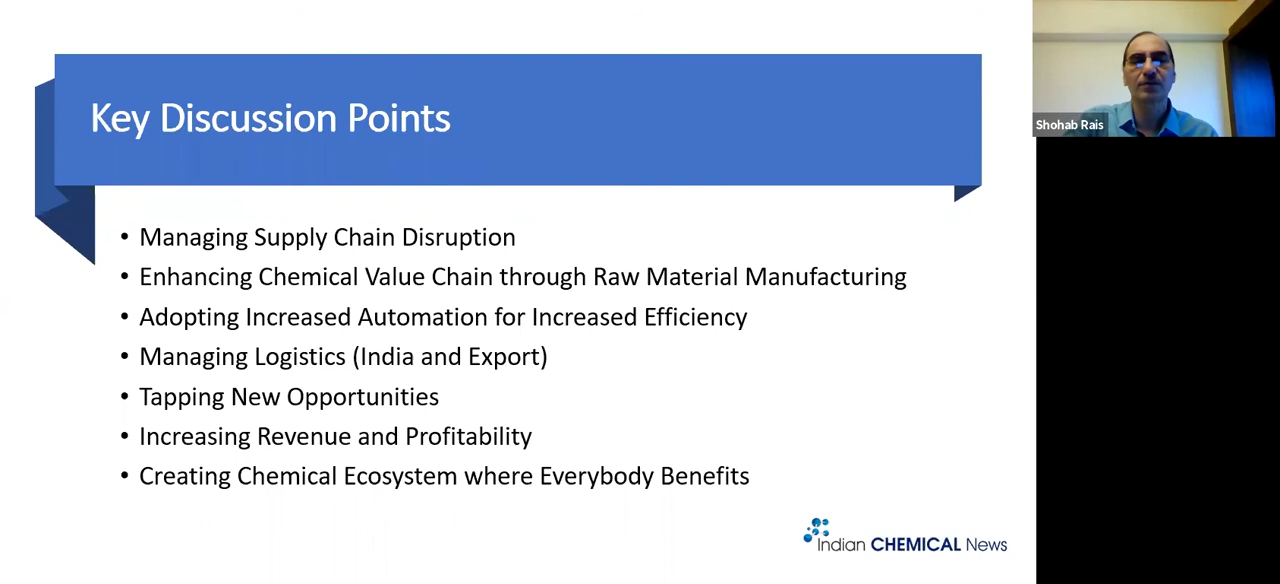 Key Discussion Points
• Managing Supply Chain Disruption
• Enhancing Chemical Value Chain through Raw Material Manufacturing
• Adopting Increased Automation for Increased Efficiency
• Managing Logistics (India and Export)
• Tapping New Opportunities
• Increasing Revenue and Profitability
• Creating Chemical Ecosystem where Everybody Benefits
Indian CHEMICAL News
Shohab Rais